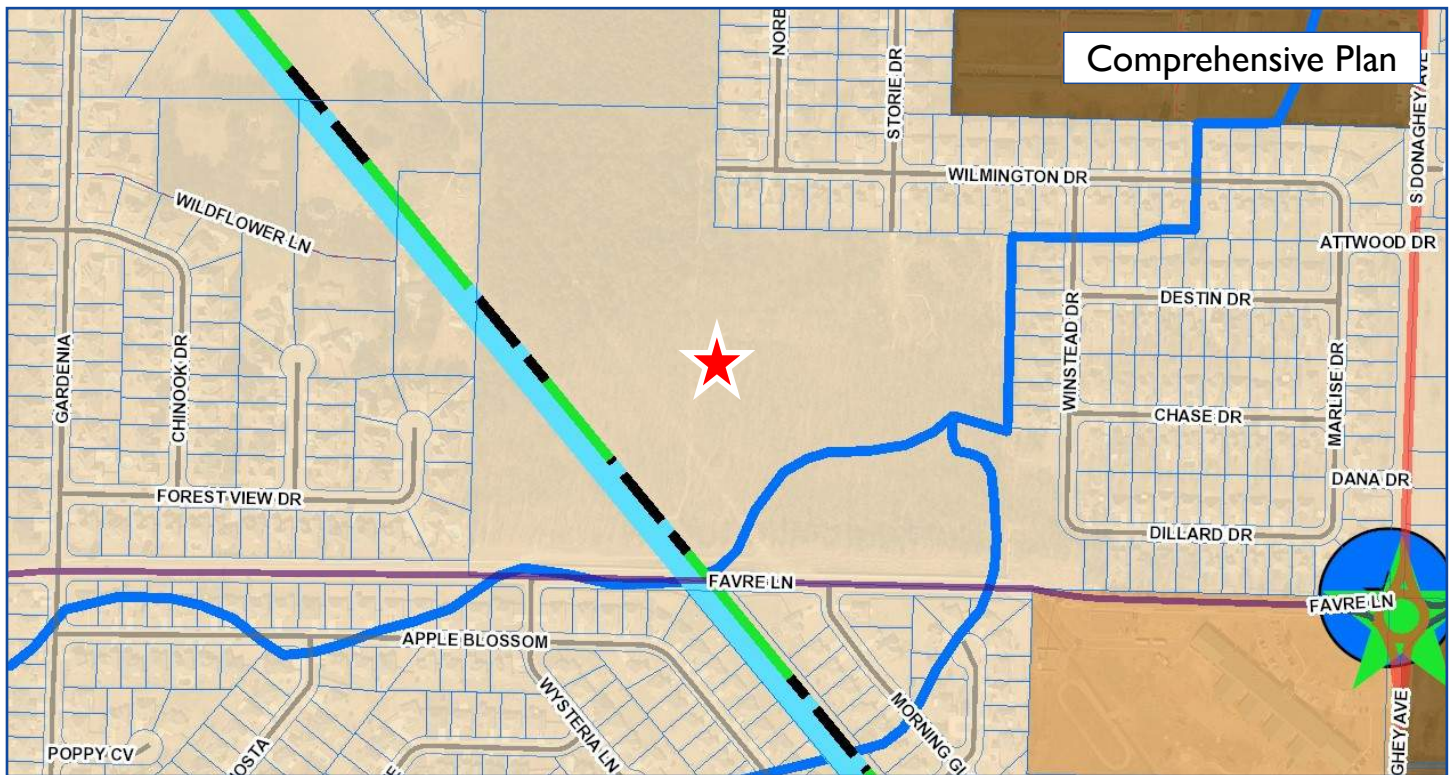 Comprehensive Plan
NORB
STORIE DR
S DONAGHEY AVE
WILMINGTON DR
WILDFLOWER LN
ATTWOOD DR
DESTIN DR
WINSTEAD DR
GARDENIA
CHINOOK DR
MARLISE DR
CHASE DR
DANA DR
FOREST VIEW DR
DILLARD DR
FAVRE LN
FAVRE LN
APPLE BLOSSOM
WYSTERIA LN
MORNING GL
GHEY AVE
POPPY CV
OSTA